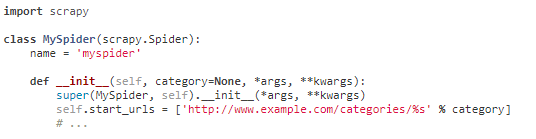 import scrapy
class MySpider(scrapy.Spider):
    name = 'myspider'
    def __init__(self, category=None, *args, **kwargs):
        super(MySpider, self).__init__(*args, **kwargs)
        self.start_urls = ['http://www.example.com/categories/%s' % category]
        # ...